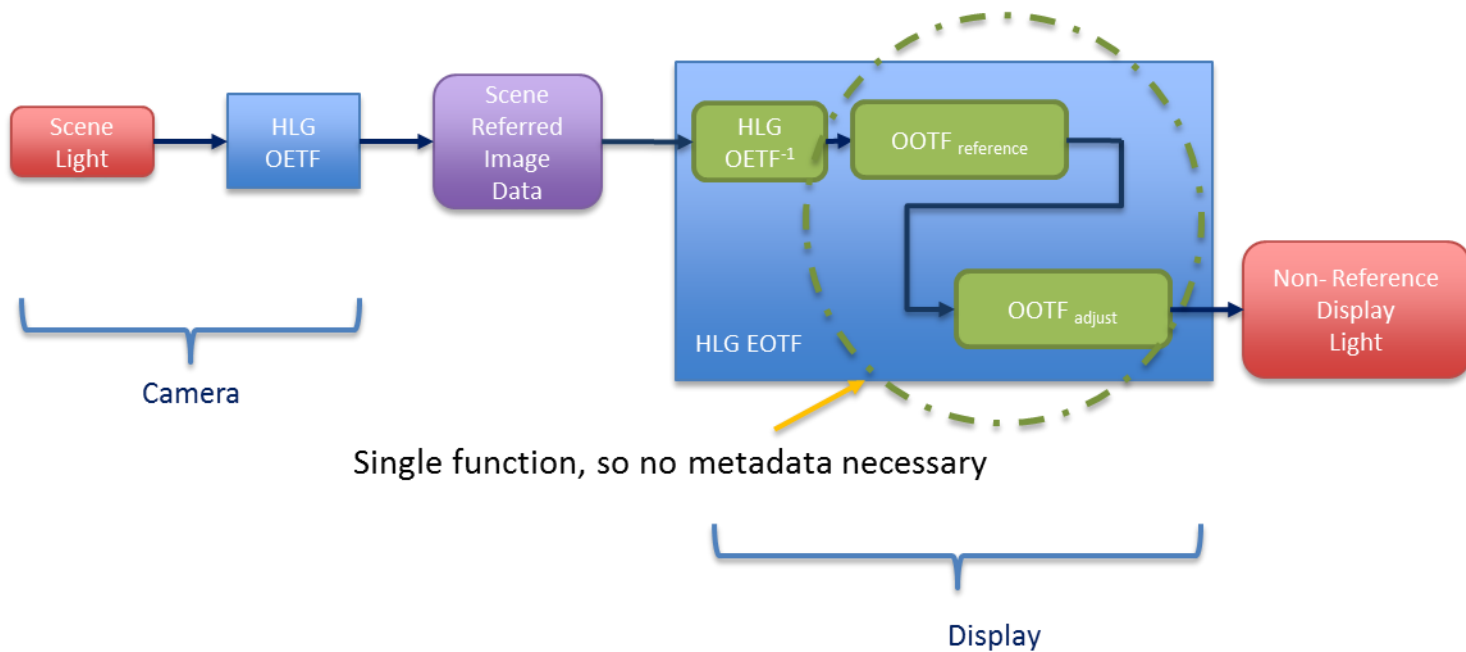 Scene
Light
HLG
OETF
Scene
Referred
Image
Data
HLG
OETF-1
OOTF reference
OOTF adjust
HLG EOTF
Non- Reference
Display
Light
Camera
Single function, so no metadata necessary
Display